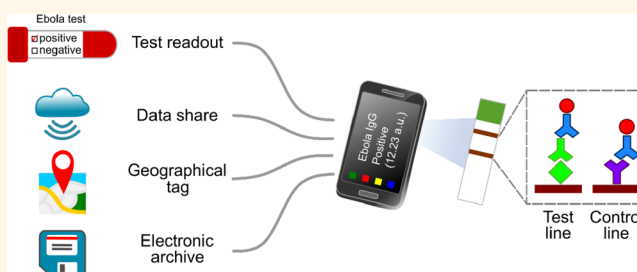 Ebola test
positive
negative
Test readout
Data share
Geographical
tag
Electronic
archive
Ebola IgG
Positive
(12.23 a.u.)
Test
line
Control
line